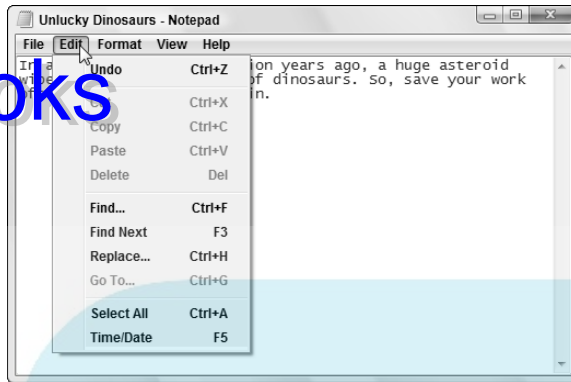 Unlucky Dinosaurs - Notepad
File Edit Format View Help
In a ion years ago, a huge asteroid
wipe of dinosaurs. So, save your work
in.
Undo Ctrl+Z
Ctrl+X
Copy Ctrl+C
Paste Ctrl+V
Delete Del
Find... Ctrl+F
Find Next F3
Replace... Ctrl+H
Go To... Ctrl+G
Select All Ctrl+A
Time/Date F5
oks